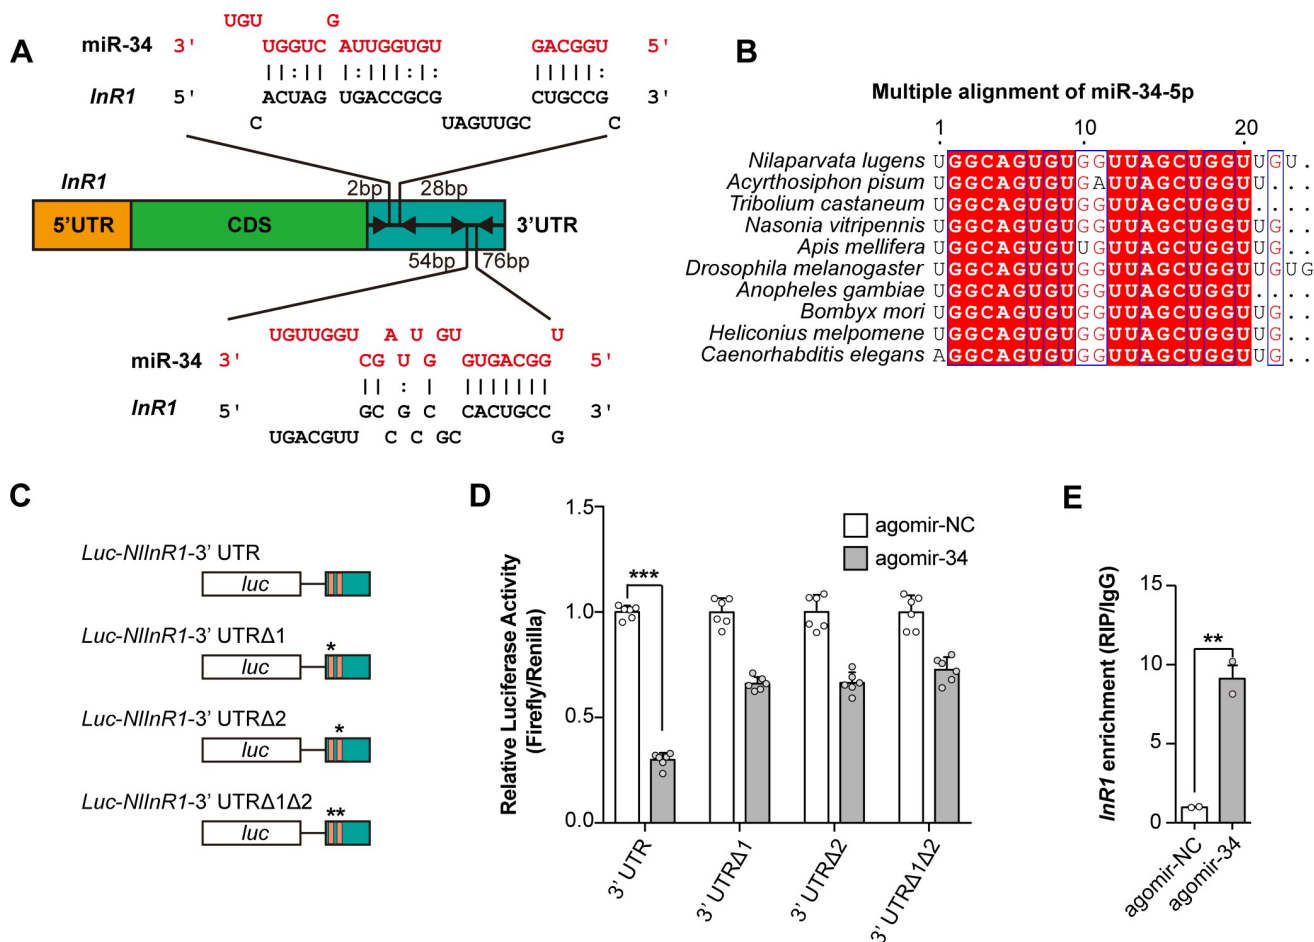 A
UGU G
miR-34 3' UGGUC AUUGGUGU GACGGU 5'
InR1 5' ACUAG UGACCGCG CUGCCG 3'
C UAGUUGC C
InR1 2bp 28bp
5'UTR CDS 3'UTR
54bp 76bp
UGUUGGU A U GU U
miR-34 3' CG U G GUGACGG 5'
InR1 5' GC G C CACUGCC 3'
UGACGUU C C GC G
B
Multiple alignment of miR-34-5p
1 10 20
Nilaparvata lugens UGGCAGUGUGGUUAGCUGGUUGU.
Acyrthosiphon pisum UGGCAGUGUGAUUAGCUGGUU...
Tribolium castaneum UGGCAGUGUGGUUAGCUGGU....
Nasonia vitripennis UGGCAGUGUGGUUAGCUGGUUG..
Apis mellifera UGGCAGUGUUGUUAGCUGGUUG..
Drosophila melanogaster UGGCAGUGUGGUUAGCUGGUUGUG
Anopheles gambiae UGGCAGUGUGGUUAGCUGGU....
Bombyx mori UGGCAGUGUGGUUAGCUGGUUG..
Heliconius melpomene UGGCAGUGUGGUUAGCUGGUUG..
Caenorhabditis elegans AGGCAGUGUGGUUAGCUGGUUG..
C
Luc-NlInR1-3' UTR
luc
Luc-NlInR1-3' UTRΔ1
*
luc
Luc-NlInR1-3' UTRΔ2
*
luc
Luc-NlInR1-3' UTRΔ1Δ2
**
luc
D
Relative Luciferase Activity
(Firefly/Renilla)
1.5
1.0
0.5
0.0
***
agomir-NC
agomir-34
3' UTR
3' UTRΔ1
3' UTRΔ2
3' UTRΔ1Δ2
E
InR1 enrichment (RIP/IgG)
15
10
5
0
**
agomir-NC
agomir-34